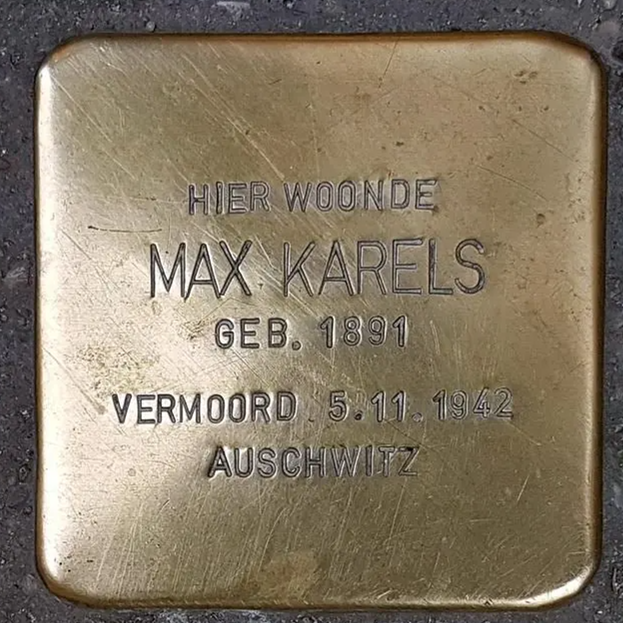 HIER WOONDE
MAX KARELS
GEB. 1891
VERMOORD 5.11.1942
AUSCHWITZ